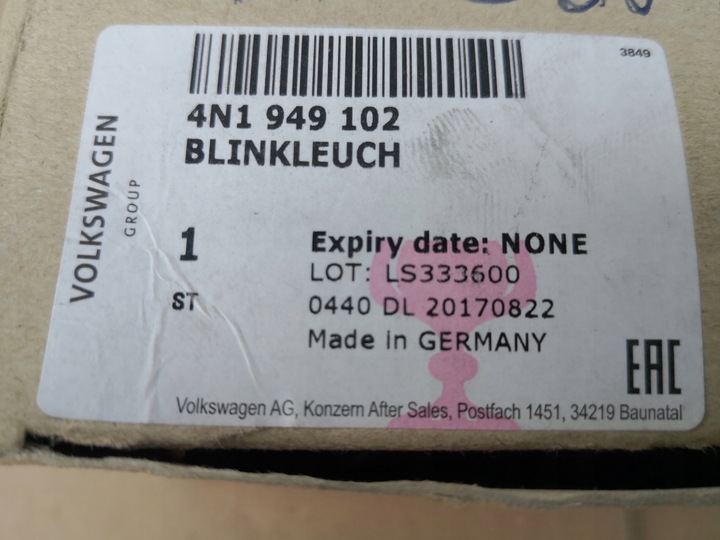 3849
4N1 949 102
BLINKLEUCH
VOLKSWAGEN
GROUP
1
ST
Expiry date: NONE
LOT: LS333600
0440 DL 20170822
Made in GERMANY
EAC
Volkswagen AG, Konzern After Sales, Postfach 1451, 34219 Baunatal